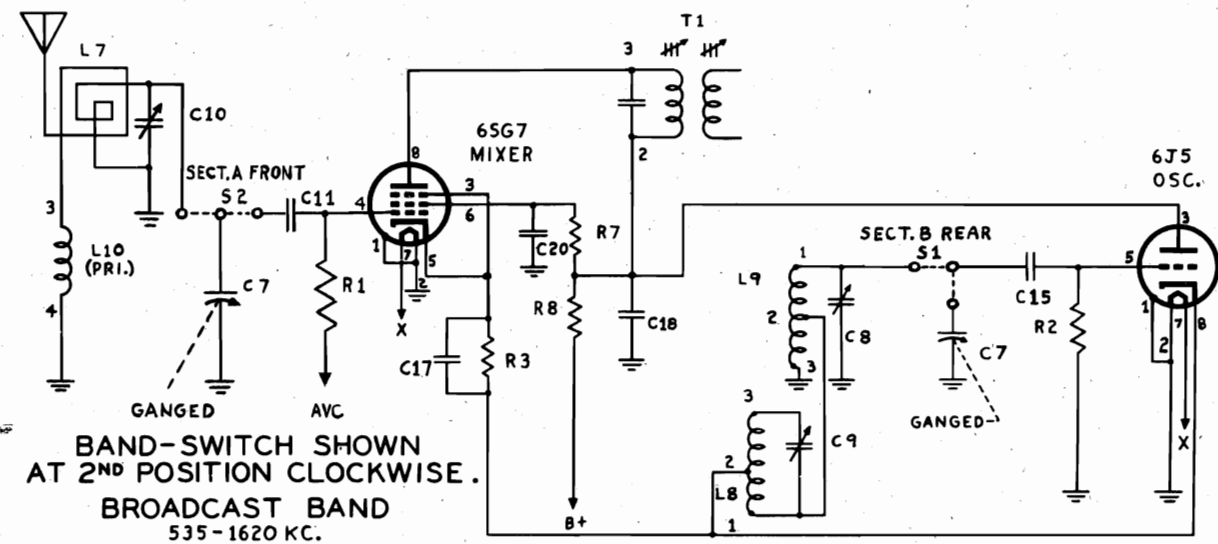 T1
L7
3
C10
6SG7
MIXER
8
2
6J5
OSC.
SECT.A FRONT
S2
C11
4
3
6
3
3
L10
(PRI.)
4
C7
R1
1
7
5
2
X
C20
R7
R8
C18
SECT. B REAR
S1
L9
1
2
3
C8
C7
C15
R2
5
1
2
7
8
X
C17
R3
GANGED
AVC
GANGED
3
C9
2
L8
1
B+
BAND-SWITCH SHOWN
AT 2ND POSITION CLOCKWISE.
BROADCAST BAND
535-1620 KC.